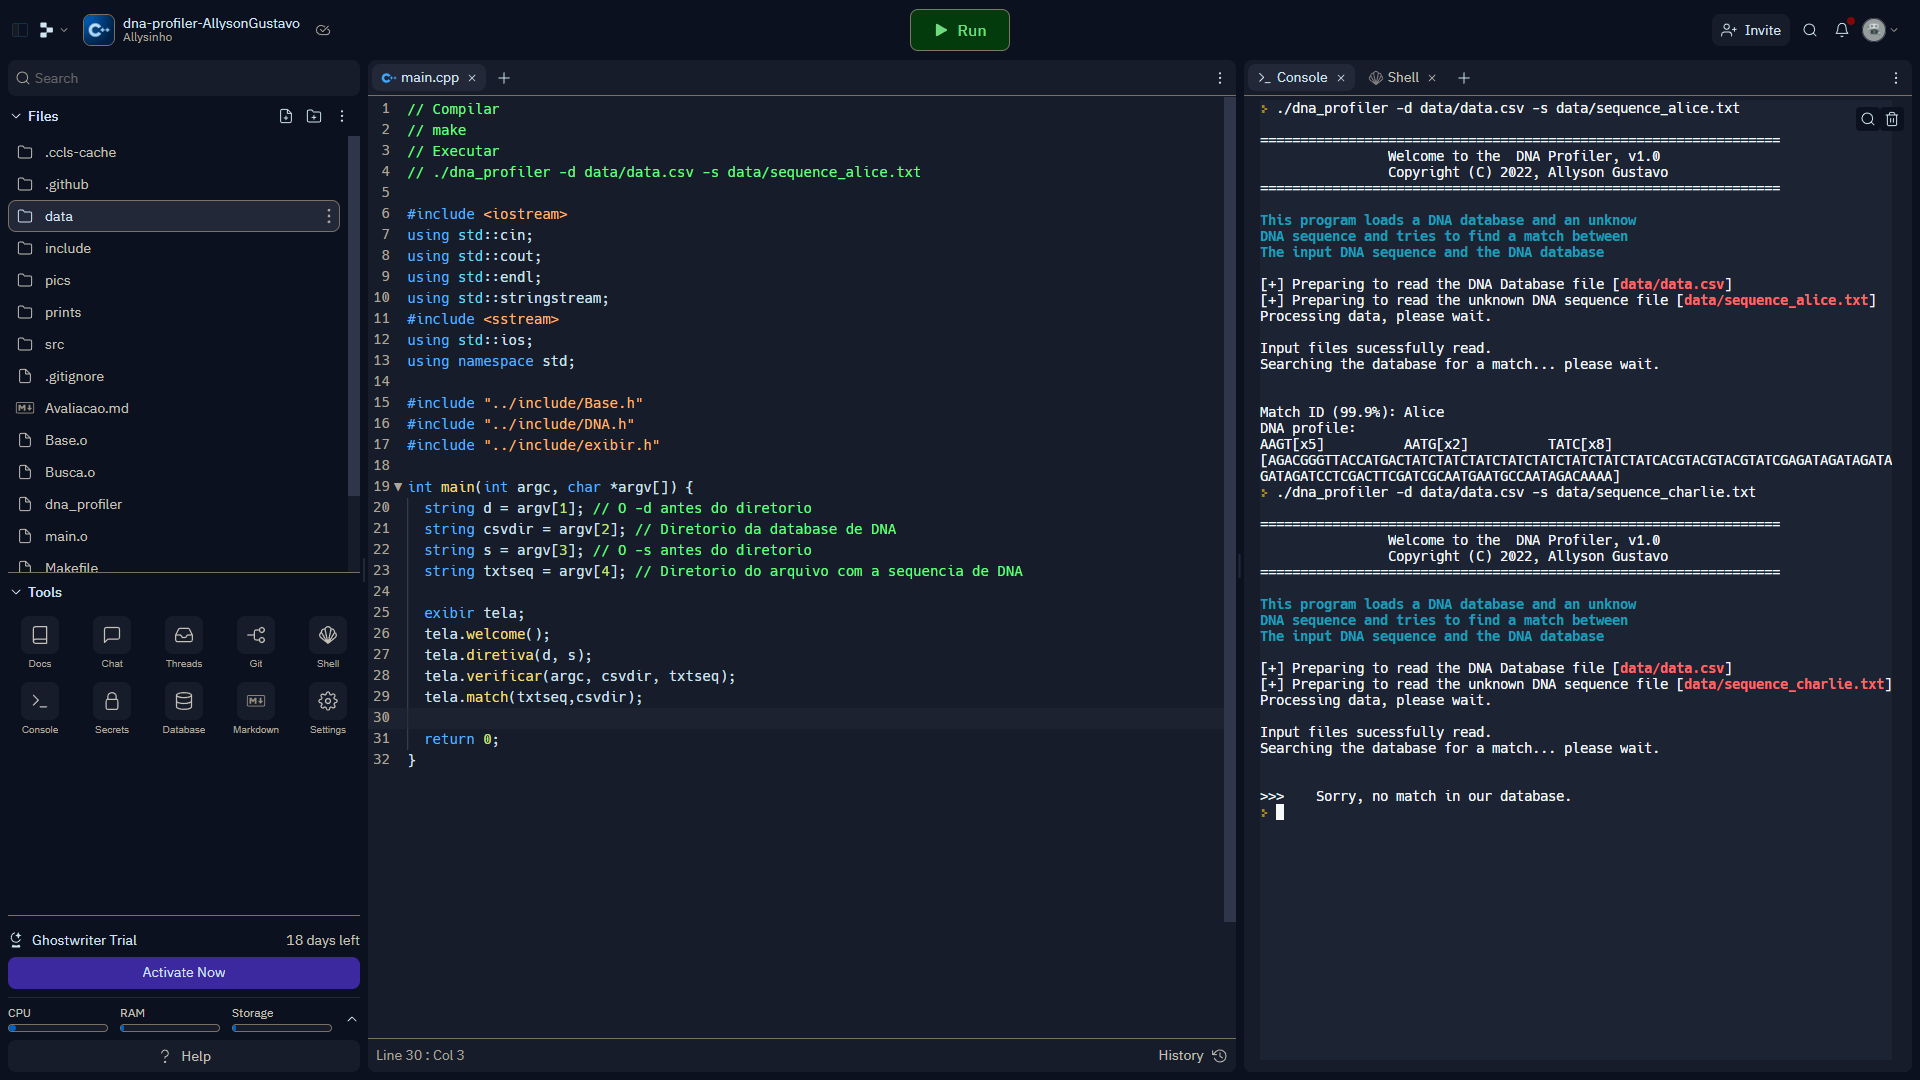 dna-profiler-AllysonGustavo
Allysinho
Run
Invite
Search
Files
.ccls-cache
.github
data
include
pics
prints
src
.gitignore
Avaliacao.md
Base.o
Busca.o
dna_profiler
main.o
Makefile
Tools
Docs
Chat
Threads
Git
Shell
Console
Secrets
Database
Markdown
Settings
Ghostwriter Trial
18 days left
Activate Now
CPU
RAM
Storage
? Help
main.cpp
1 // Compilar
2 // make
3 // Executar
4 // ./dna_profiler -d data/data.csv -s data/sequence_alice.txt
5
6 #include <iostream>
7 using std::cin;
8 using std::cout;
9 using std::endl;
10 using std::stringstream;
11 #include <sstream>
12 using std::ios;
13 using namespace std;
14
15 #include "../include/Base.h"
16 #include "../include/DNA.h"
17 #include "../include/exibir.h"
18
19 int main(int argc, char *argv[]) {
20 string d = argv[1]; // O -d antes do diretorio
21 string csvdir = argv[2]; // Diretorio da database de DNA
22 string s = argv[3]; // O -s antes do diretorio
23 string txtseq = argv[4]; // Diretorio do arquivo com a sequencia de DNA
24
25 exibir tela;
26 tela.welcome();
27 tela.diretiva(d, s);
28 tela.verificar(argc, csvdir, txtseq);
29 tela.match(txtseq,csvdir);
30
31 return 0;
32 }
Line 30 : Col 3
History
Console
Shell
./dna_profiler -d data/data.csv -s data/sequence_alice.txt
=================================================================
Welcome to the  DNA Profiler, v1.0
Copyright (C) 2022, Allyson Gustavo
=================================================================
This program loads a DNA database and an unknow
DNA sequence and tries to find a match between
The input DNA sequence and the DNA database
[+] Preparing to read the DNA Database file [data/data.csv]
[+] Preparing to read the unknown DNA sequence file [data/sequence_alice.txt]
Processing data, please wait.
Input files sucessfully read.
Searching the database for a match... please wait.
Match ID (99.9%): Alice
DNA profile:
AAGT[x5] AATG[x2] TATC[x8]
[AGACGGGTTACCATGACTATCTATCTATCTATCTATCTATCTATCTATCACGTACGTACGTATCGAGATAGATAGATA
GATAGATCCTCGACTTCGATCGCAATGAATGCCAATAGACAAAA]
./dna_profiler -d data/data.csv -s data/sequence_charlie.txt
=================================================================
Welcome to the  DNA Profiler, v1.0
Copyright (C) 2022, Allyson Gustavo
=================================================================
This program loads a DNA database and an unknow
DNA sequence and tries to find a match between
The input DNA sequence and the DNA database
[+] Preparing to read the DNA Database file [data/data.csv]
[+] Preparing to read the unknown DNA sequence file [data/sequence_charlie.txt]
Processing data, please wait.
Input files sucessfully read.
Searching the database for a match... please wait.
>>> Sorry, no match in our database.